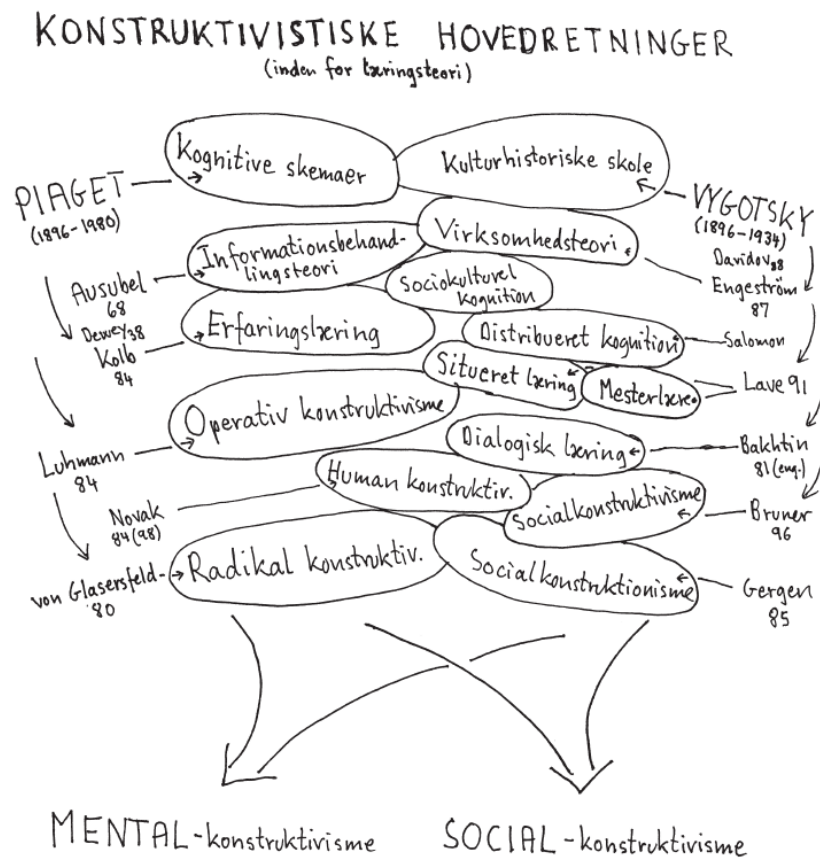 KONSTRUKTIVISTISKE HOVEDRETNINGER
(inden for læringsteori)
Kognitive skemaer
Kulturhistoriske skole
PIAGET
(1896-1980)
VYGOTSKY
(1896-1934)
Virksomhedsteori
Davidov 88
Informationsbehand-
lingsteori
Engeström
87
Ausubel
68
Sociokulturel
kognition
Dewey 38
Kolb
84
Erfaringslæring
Distribueret kognition
Salomon
Situeret læring
Mesterlære
Lave 91
Operativ konstruktivisme
Luhmann
84
Dialogisk læring
Bakhtin
81 (eng.)
Human konstruktiv.
Novak
84 (98)
Socialkonstruktivisme
Bruner
96
von Glasersfeld
80
Radikal konstruktiv.
Socialkonstruktionisme
Gergen
85
MENTAL-konstruktivisme
SOCIAL-konstruktivisme